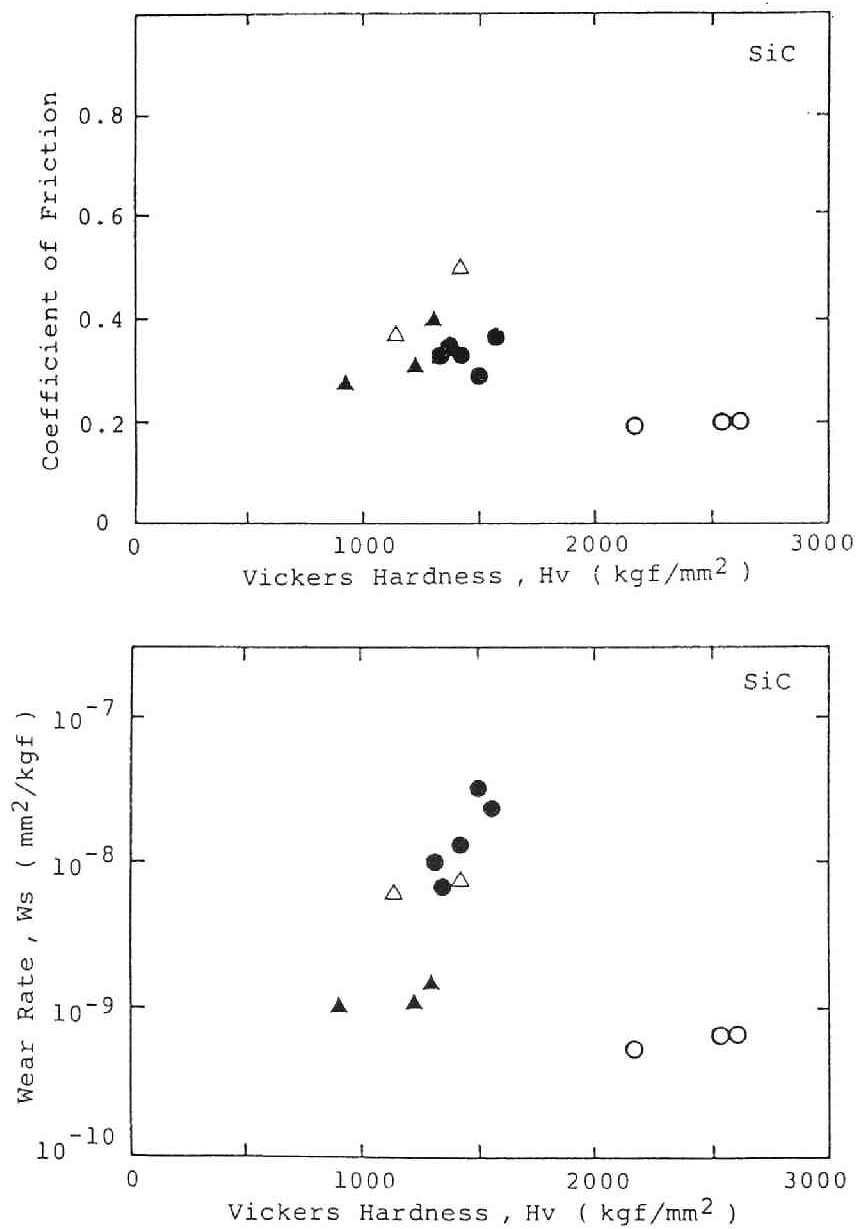 SiC
0.8
0.6
0.4
0.2
0
Coefficient of Friction
1000 2000 3000
Vickers Hardness , Hv ( kgf/mm² )
SiC
10⁻⁷
10⁻⁸
10⁻⁹
10⁻¹⁰
Wear Rate , Ws ( mm²/kgf )
0 1000 2000 3000
Vickers Hardness , Hv ( kgf/mm² )